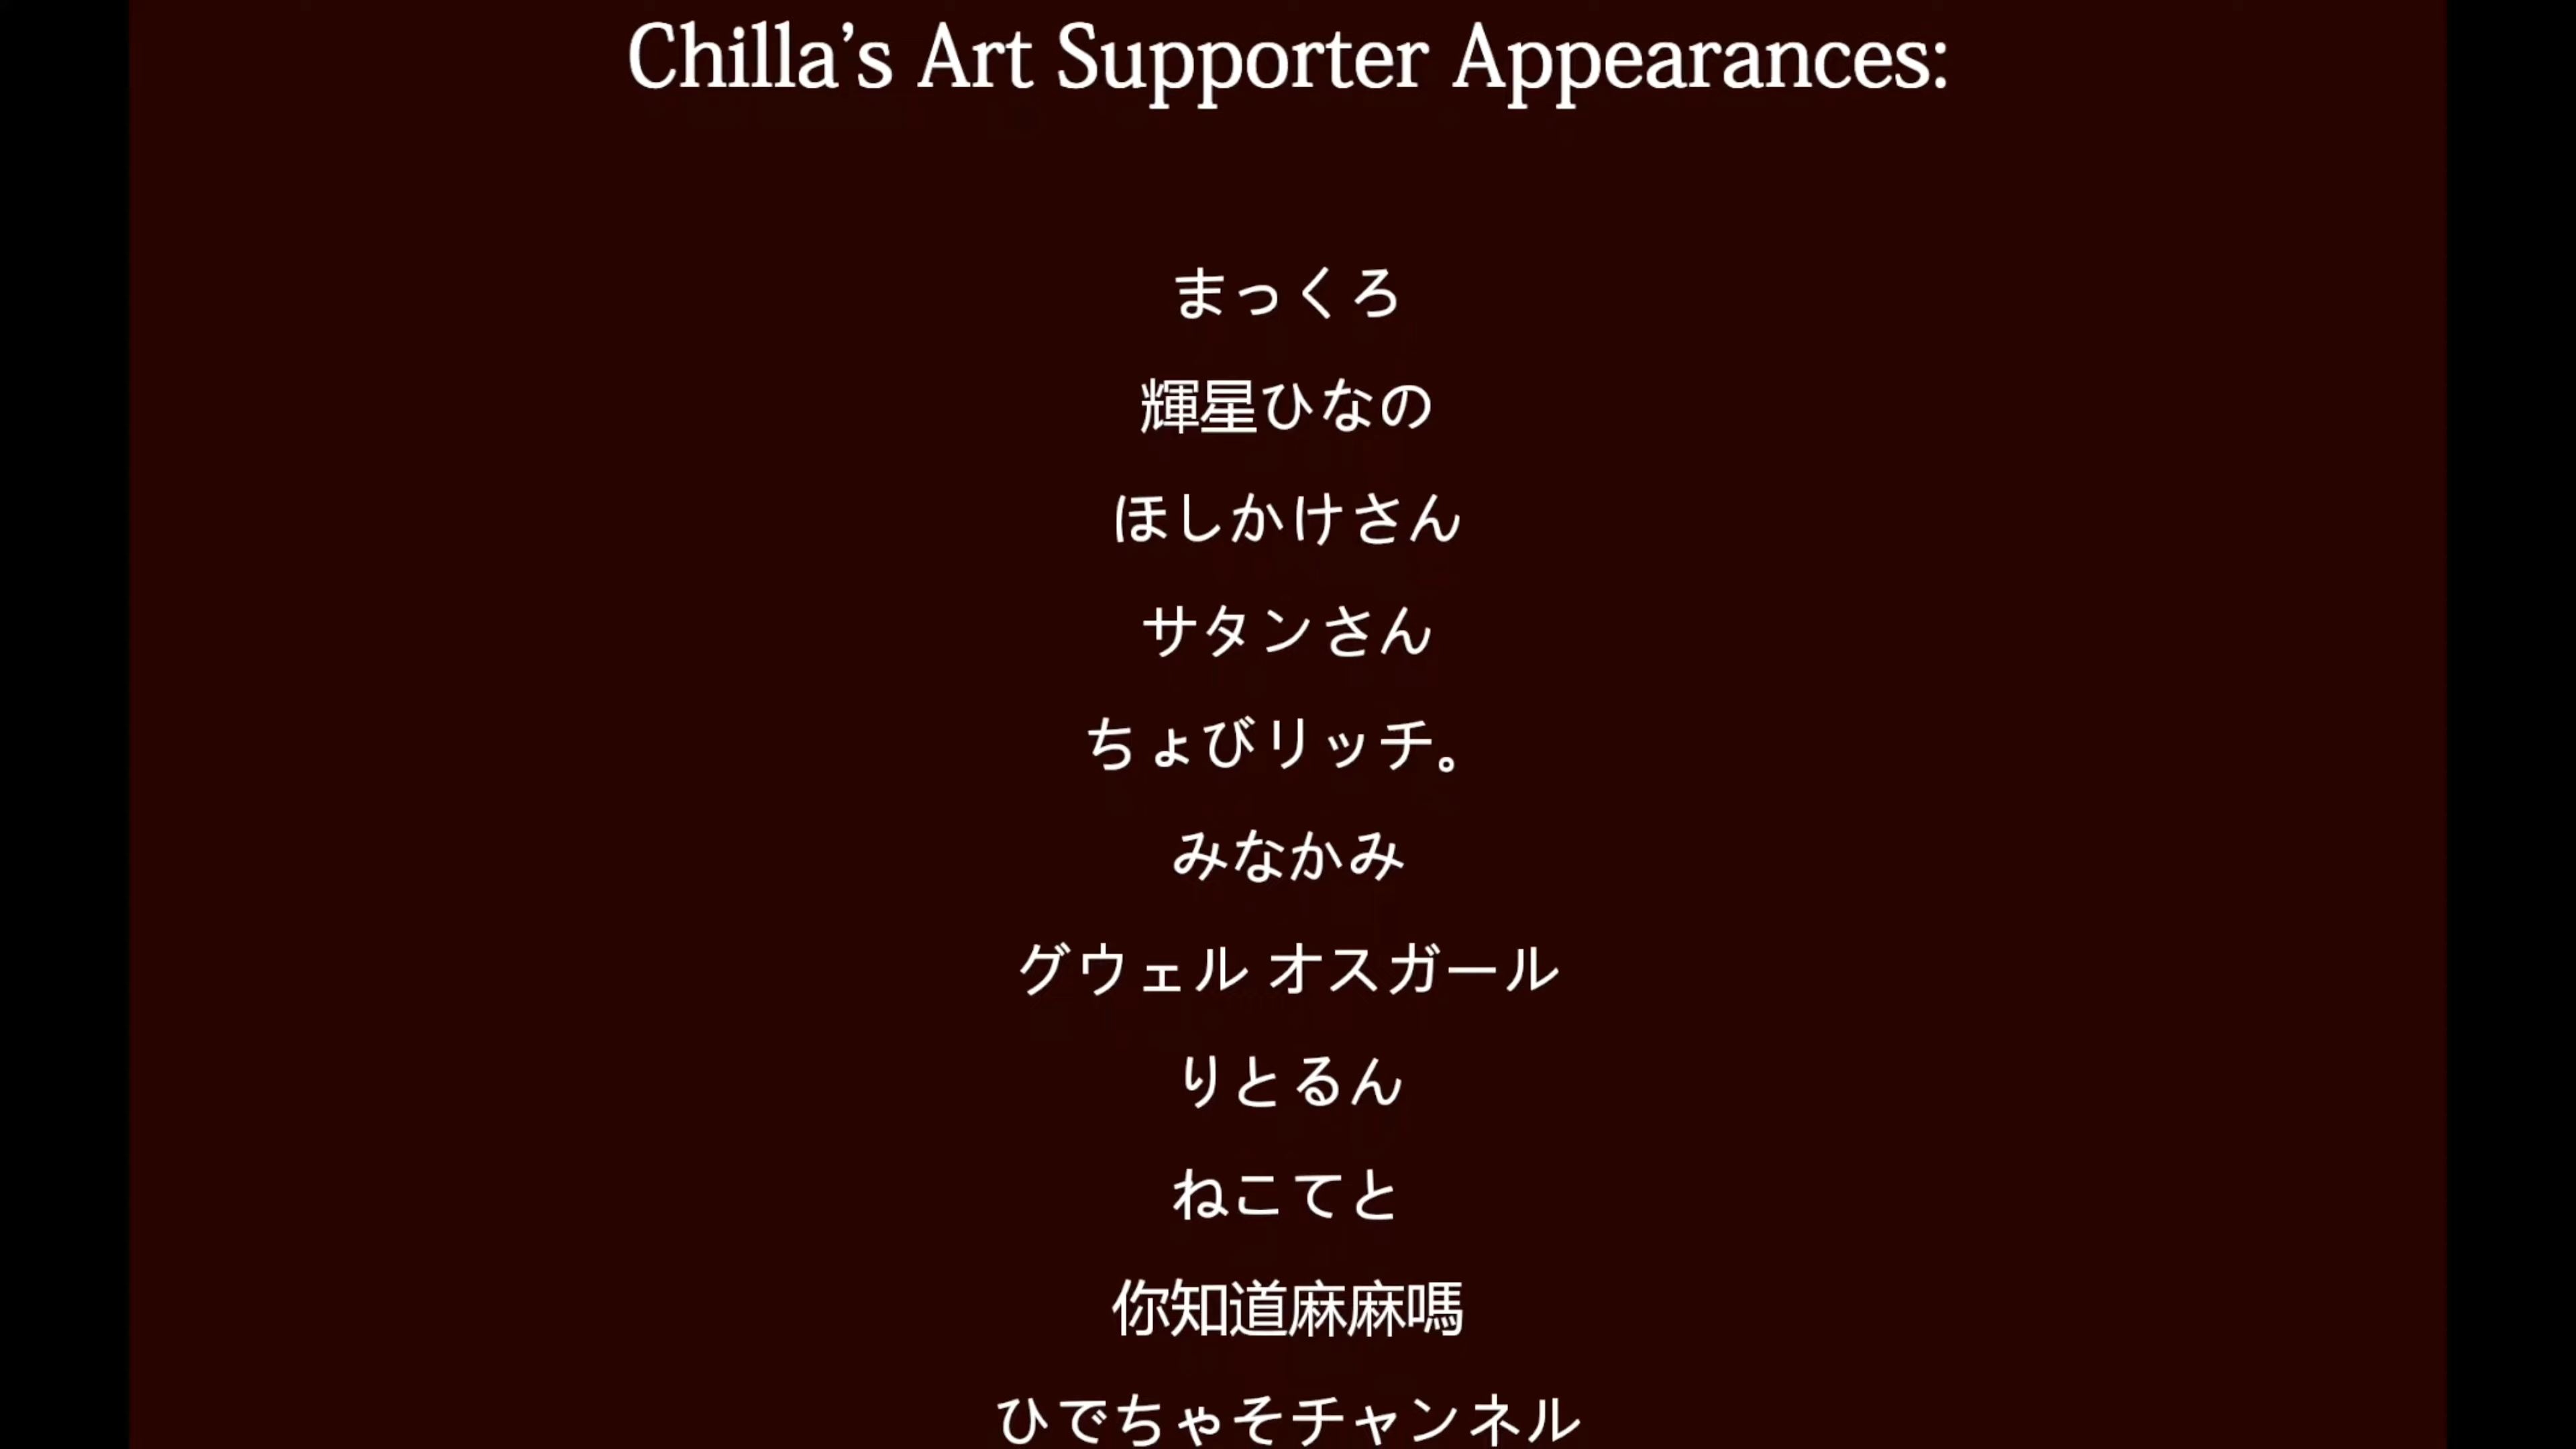 Chilla’s Art Supporter Appearances:
まっくろ
輝星ひなの
ほしかけさん
サタンさん
ちょびリッチ。
みなかみ
グウェル オスガール
りとるん
ねこてと
你知道麻麻嗎
ひでちゃそチャンネル